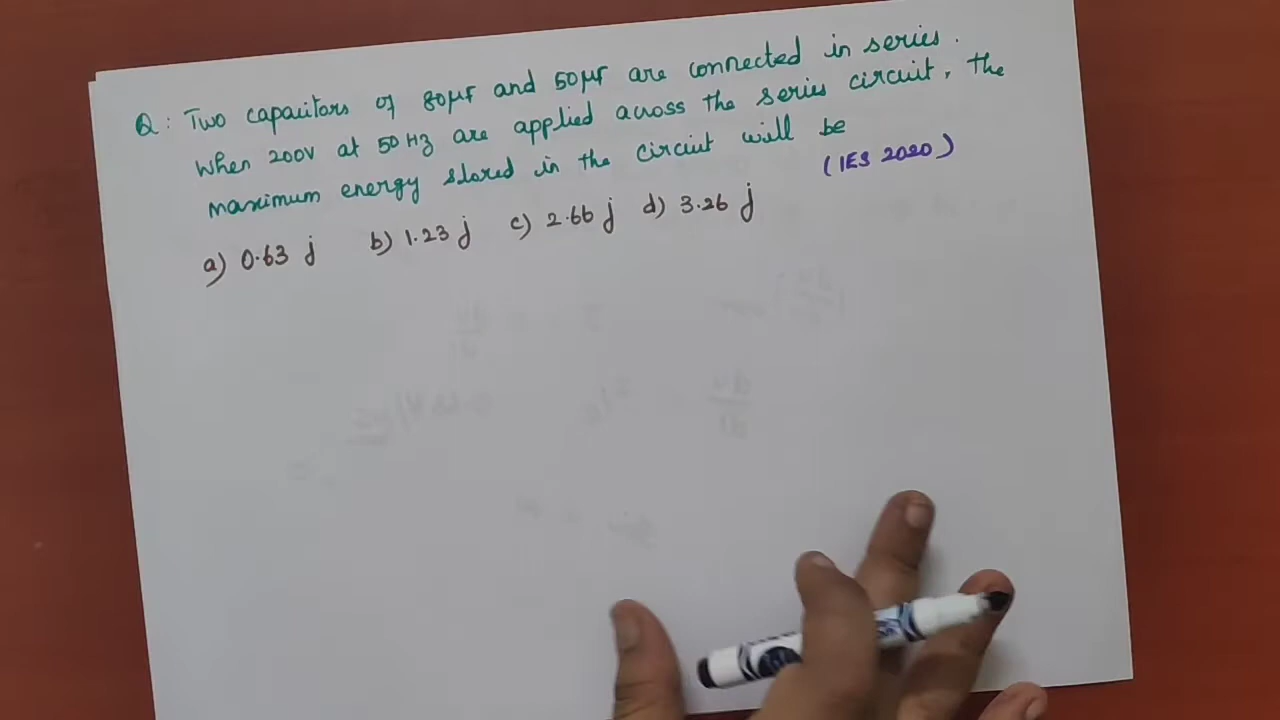 Q: Two capacitors of 80μF and 50μF are connected in series.
When 200V at 50Hz are applied across the series circuit, the
maximum energy stored in the circuit will be
(IES 2020)
a) 0.63 j b) 1.23 j c) 2.66 j d) 3.26 j